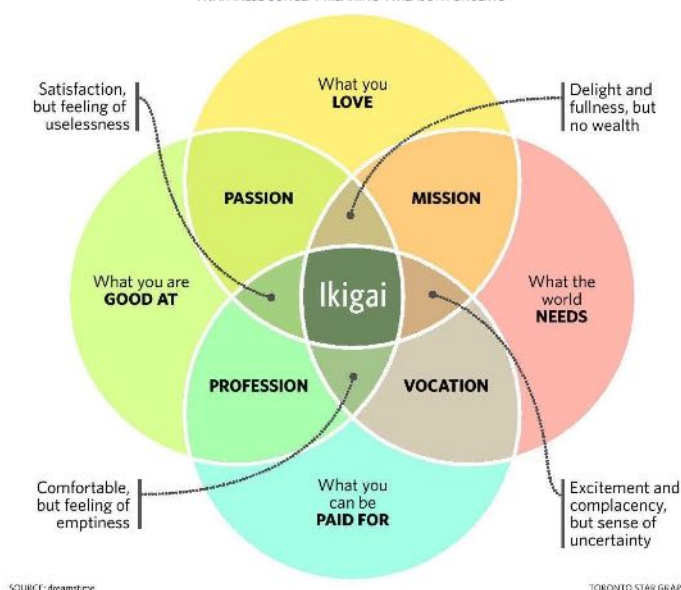 What you
LOVE
Satisfaction,
but feeling of
uselessness
Delight and
fullness, but
no wealth
PASSION
MISSION
What you are
GOOD AT
Ikigai
What the
world
NEEDS
PROFESSION
VOCATION
Comfortable,
but feeling of
emptiness
What you
can be
PAID FOR
Excitement and
complacency,
but sense of
uncertainty
SOURCE: dreamstime
TORONTO STAR